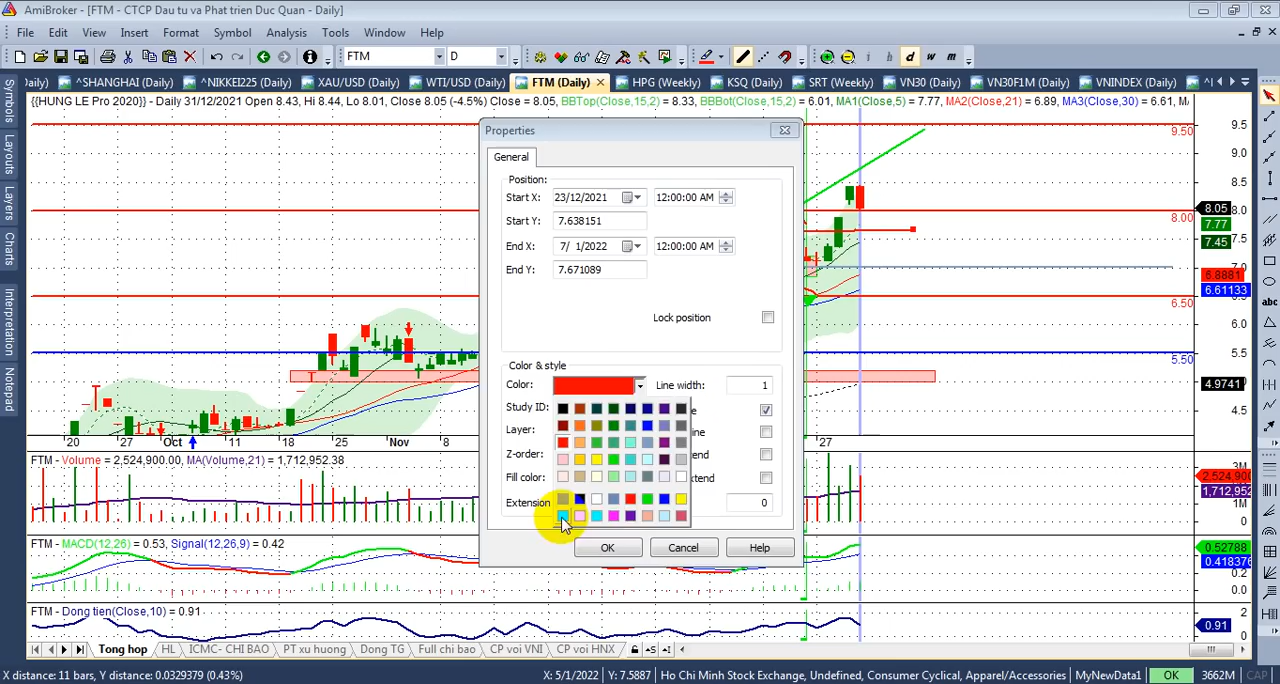 AmiBroker - [FTM - CTCP Dau tu va Phat trien Duc Quan - Daily]
File Edit View Insert Format Symbol Analysis Tools Window Help
FTM D i h d w m
Daily) ^SHANGHAI (Daily) ^NIKKEI225 (Daily) XAU/USD (Daily) WTI/USD (Daily) FTM (Daily) HPG (Weekly) KSQ (Daily) SRT (Weekly) VN30 (Daily) VN30F1M (Daily) VNINDEX (Daily)
{{HUNG LE Pro 2020}} - Daily 31/12/2021 Open 8.43, Hi 8.44, Lo 8.01, Close 8.05 (-4.5%) Close = 8.05, BBTop(Close,15,2) = 8.33, BBBot(Close,15,2) = 6.01, MA1(Close,5) = 7.77, MA2(Close,21) = 6.89, MA3(Close,30) = 6.61,
Symbols
Layouts
Layers
Charts
Interpretation
Notepad
Properties
General
Position:
Start X: 23/12/2021 12:00:00 AM
Start Y: 7.638151
End X: 7/ 1/2022 12:00:00 AM
End Y: 7.671089
Lock position
Color & style
Color: Line width: 1
Study ID:
Layer:
Z-order:
Fill color:
Extension 0
OK Cancel Help
9.50
8.00
6.50
5.50
9.5
9.0
8.5
8.05
8.0
7.77
7.5
7.45
7.0
6.8881
6.61133
6.0
5.5
4.9741
4.5
20 27 Oct 11 18 25 Nov 8 27
FTM - Volume = 2,524,900.00, MA(Volume,21) = 1,712,952.38
3M
2,524,900
1,712,952
1M
0
FTM - MACD(12,26) = 0.53, Signal(12,26,9) = 0.42
0.52788
0.418376
0.2
0.0
FTM - Dong tien(Close,10) = 0.91
2
0.91
0
Tong hop HL ICMC- CHI BAO PT xu huong Dong TG Full chi bao CP voi VNI CP voi HNX
X distance: 11 bars, Y distance: 0.0329379 (0.43%) X: 5/1/2022 Y: 7.5887 Ho Chi Minh Stock Exchange, Undefined, Consumer Cyclical, Apparel/Accessories MyNewData1 OK 3662M CAP
abc